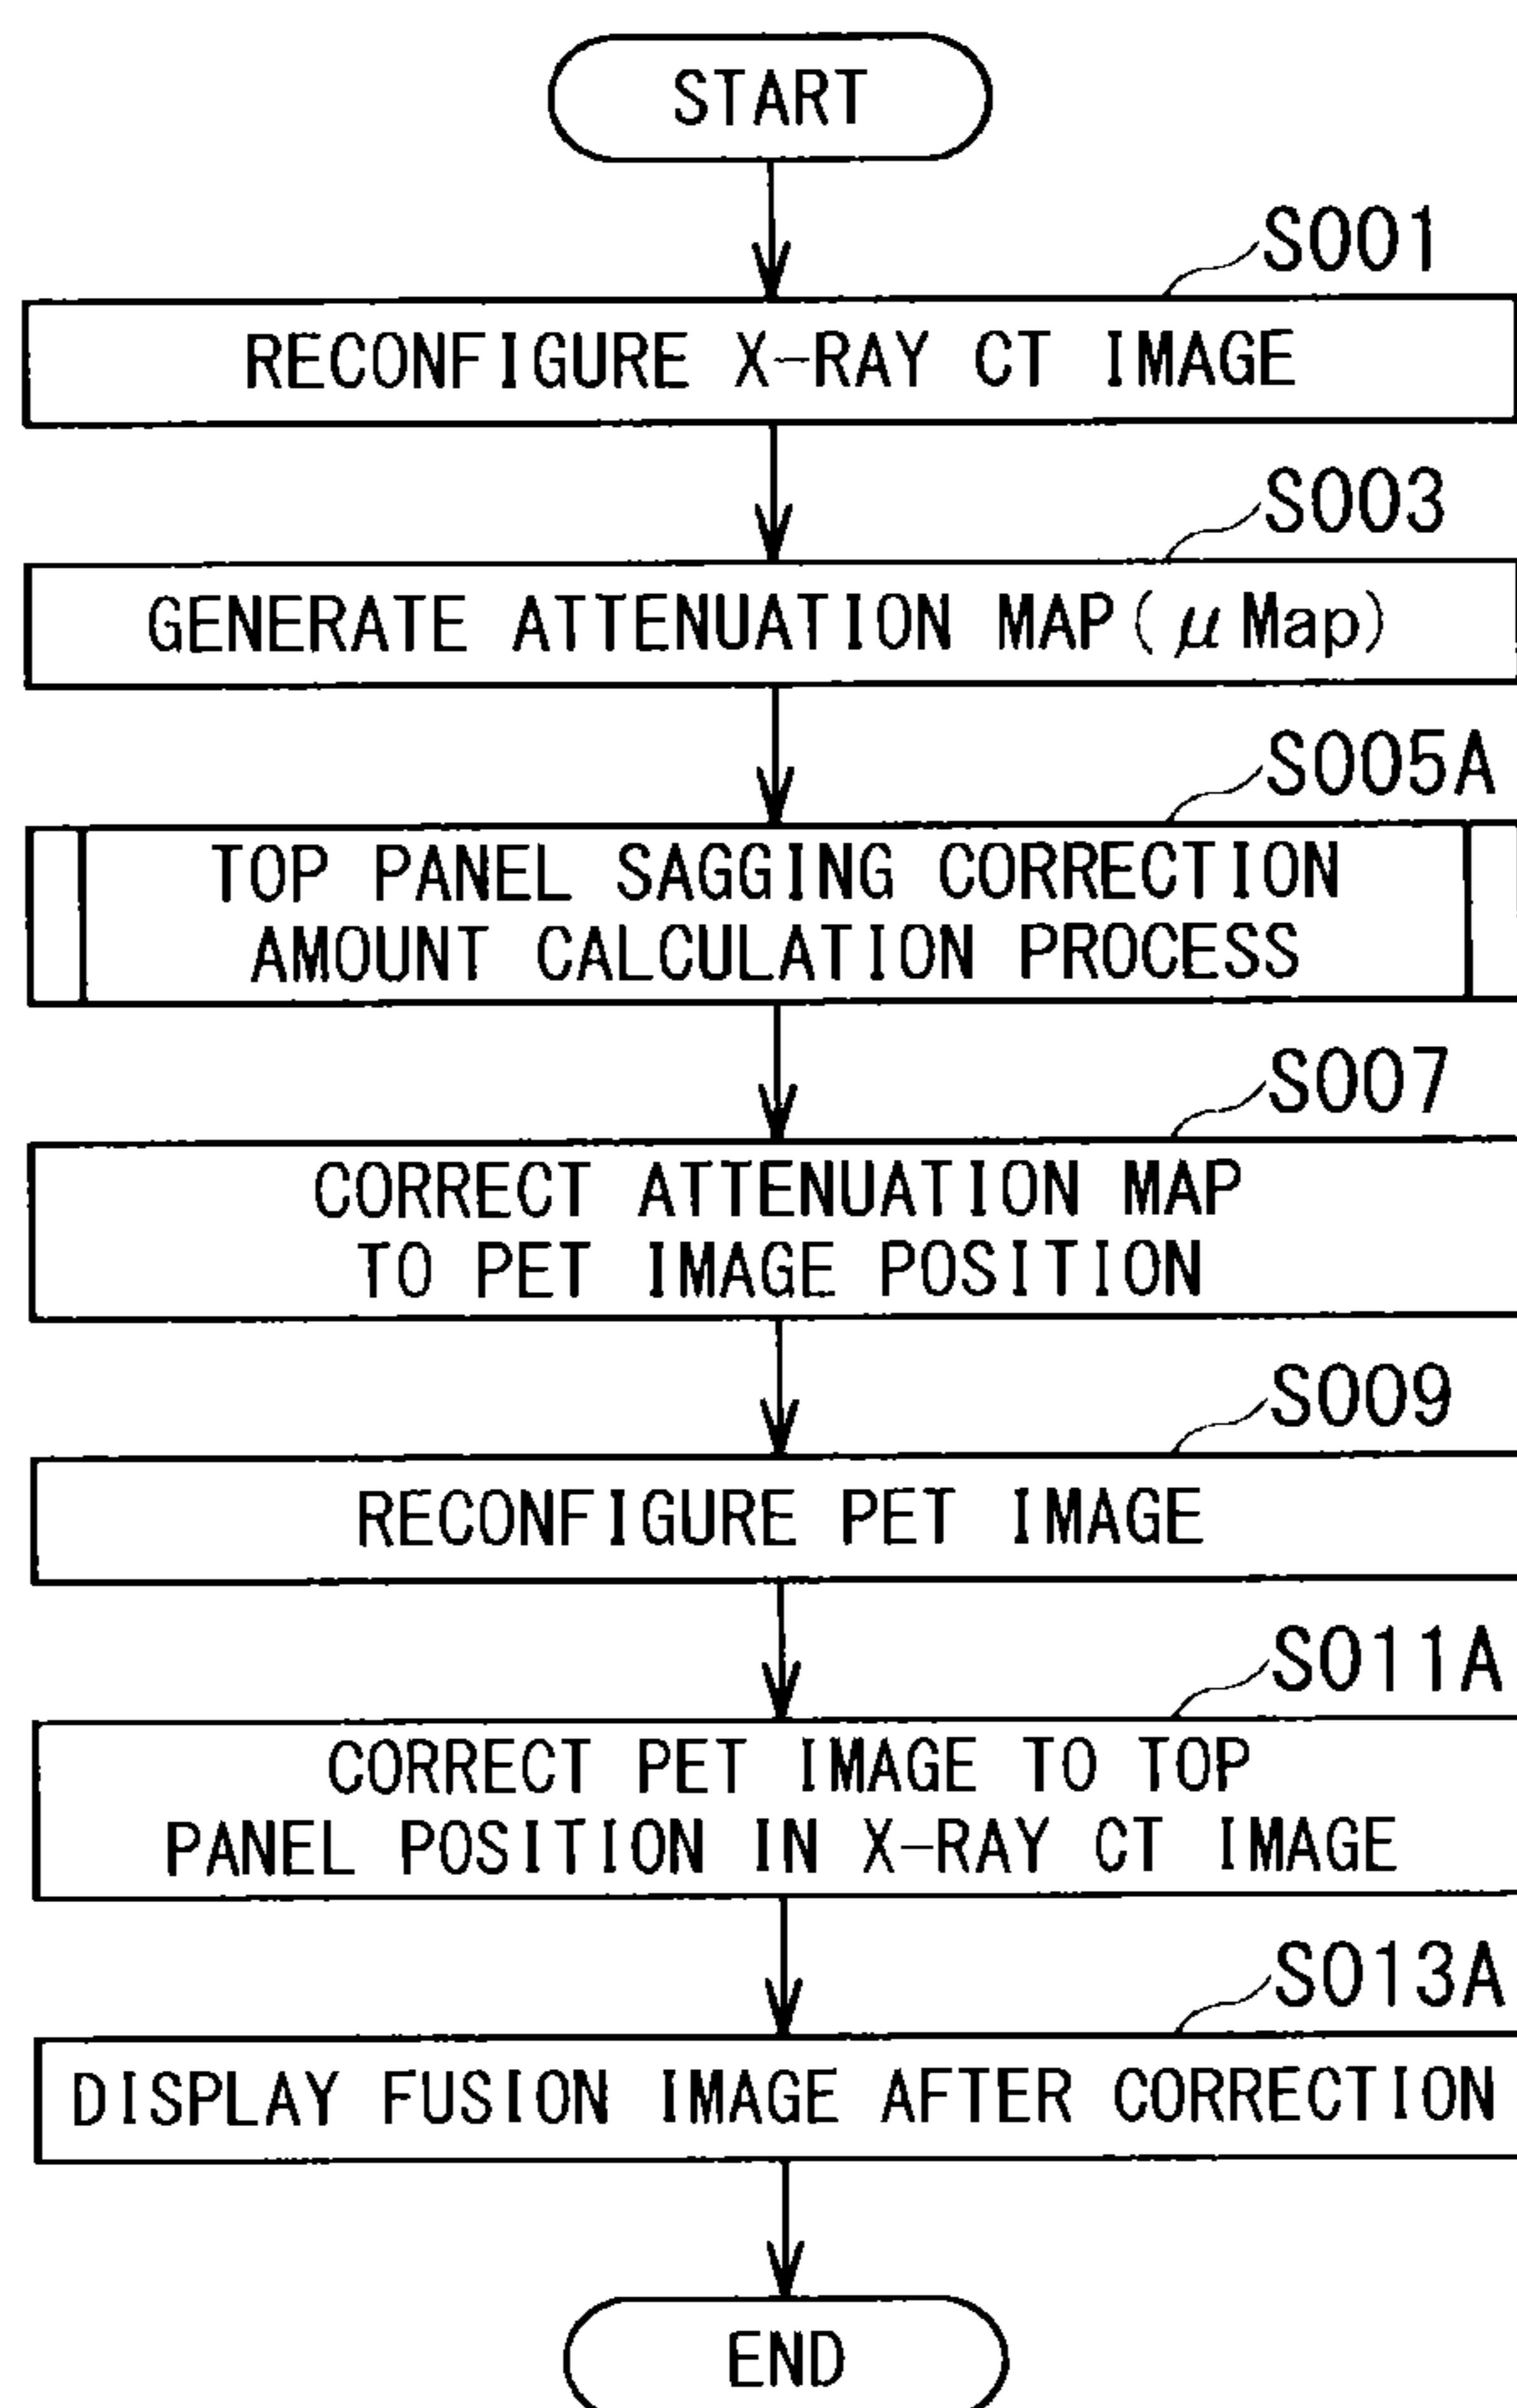 START
S001
RECONFIGURE X-RAY CT IMAGE
S003
GENERATE ATTENUATION MAP(μ Map)
S005A
TOP PANEL SAGGING CORRECTION
AMOUNT CALCULATION PROCESS
S007
CORRECT ATTENUATION MAP
TO PET IMAGE POSITION
S009
RECONFIGURE PET IMAGE
S011A
CORRECT PET IMAGE TO TOP
PANEL POSITION IN X-RAY CT IMAGE
S013A
DISPLAY FUSION IMAGE AFTER CORRECTION
END